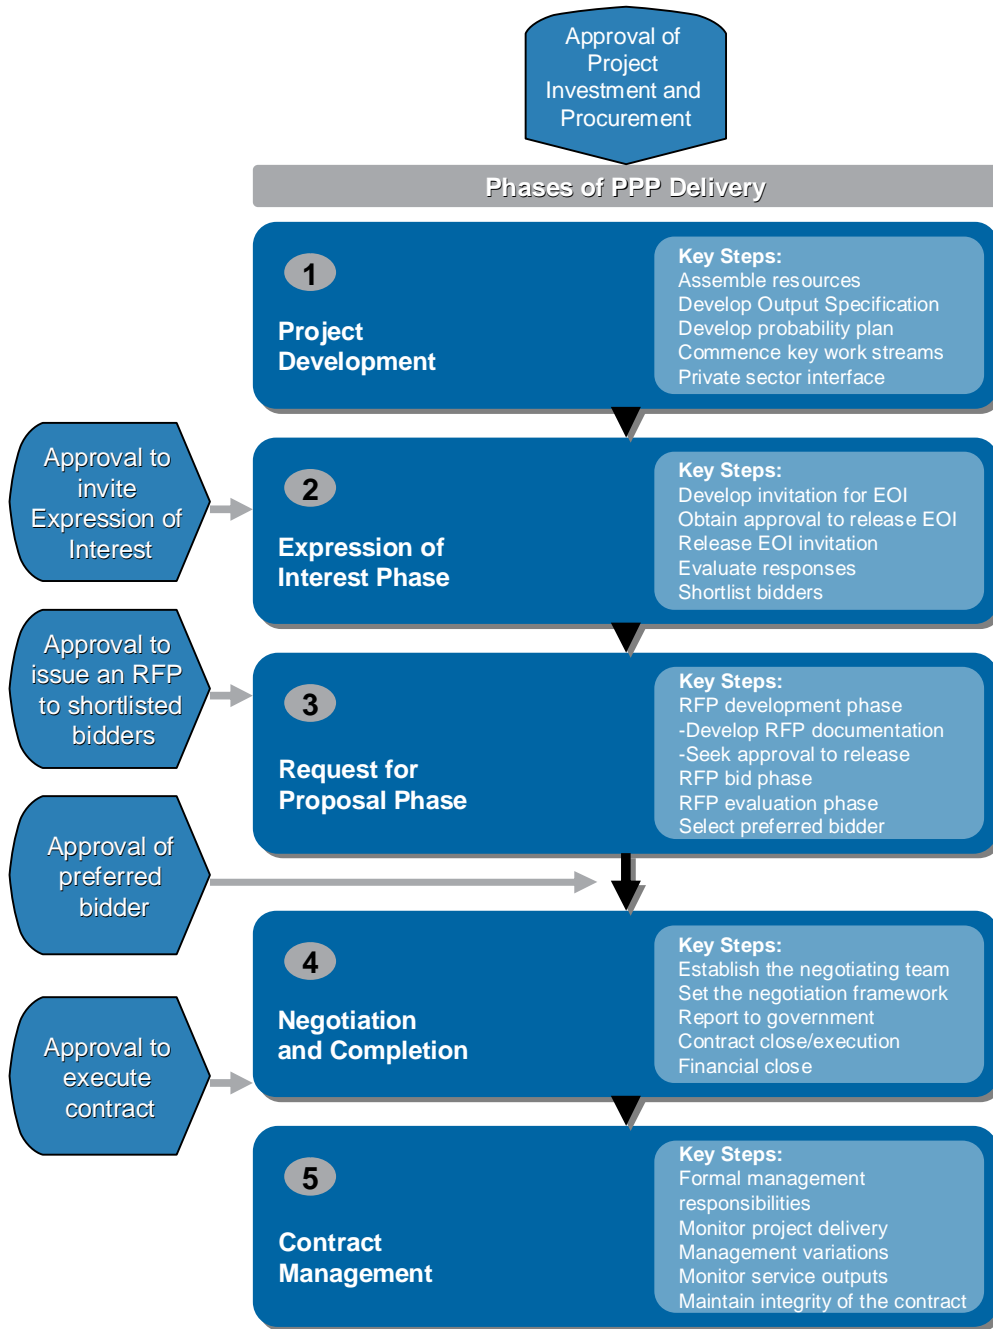 Approval of
Project
Investment and
Procurement
Phases of PPP Delivery
1
Project
Development
Key Steps:
Assemble resources
Develop Output Specification
Develop probability plan
Commence key work streams
Private sector interface
Approval to
invite
Expression of
Interest
2
Expression of
Interest Phase
Key Steps:
Develop invitation for EOI
Obtain approval to release EOI
Release EOI invitation
Evaluate responses
Shortlist bidders
Approval to
issue an RFP
to shortlisted
bidders
3
Request for
Proposal Phase
Key Steps:
RFP development phase
-Develop RFP documentation
-Seek approval to release
RFP bid phase
RFP evaluation phase
Select preferred bidder
Approval of
preferred
bidder
4
Negotiation
and Completion
Key Steps:
Establish the negotiating team
Set the negotiation framework
Report to government
Contract close/execution
Financial close
Approval to
execute
contract
5
Contract
Management
Key Steps:
Formal management
responsibilities
Monitor project delivery
Management variations
Monitor service outputs
Maintain integrity of the contract